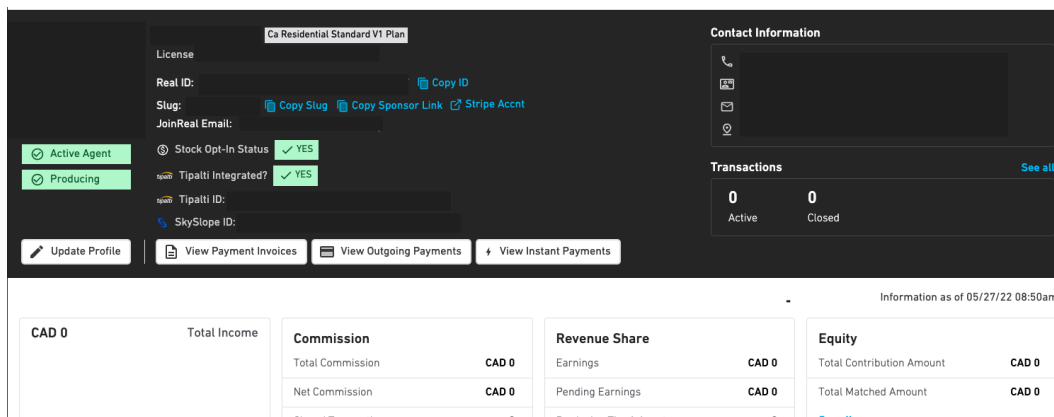 Ca Residential Standard V1 Plan
License
Real ID: Copy ID
Slug: Copy Slug Copy Sponsor Link Stripe Accnt
JoinReal Email:
Active Agent
Producing
Stock Opt-In Status YES
tipalti Tipalti Integrated? YES
tipalti Tipalti ID:
SkySlope ID:
Update Profile
View Payment Invoices
View Outgoing Payments
View Instant Payments
Contact Information
Transactions See all
0 0
Active Closed
-
Information as of 05/27/22 08:50am
CAD 0 Total Income
Commission
Total Commission CAD 0
Net Commission CAD 0
Revenue Share
Earnings CAD 0
Pending Earnings CAD 0
Equity
Total Contribution Amount CAD 0
Total Matched Amount CAD 0